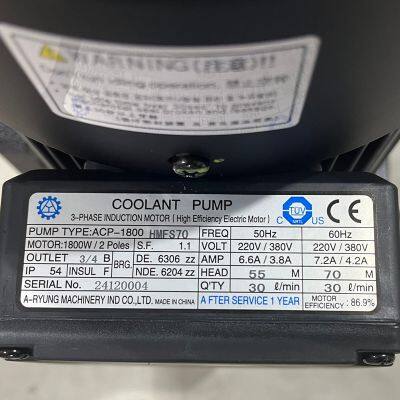 WARNING
COOLANT PUMP
3-PHASE INDUCTION MOTOR ( High Efficiency Electric Motor )
TÜV
C US
CE
PUMP TYPE:ACP-1800 HMFS70 FREQ 50Hz 60Hz
MOTOR:1800W / 2 Poles S.F. 1.1 VOLT 220V / 380V 220V / 380V
OUTLET 3/4 B BRG. DE. 6306 zz AMP 6.6A / 3.8A 7.2A / 4.2A
IP 54 INSUL F NDE. 6204 zz HEAD 55 M 70 M
SERIAL No. 24120004 Q'TY 30 ℓ/min 30 ℓ/min
A-RYUNG MACHINERY IND CO., LTD. MADE IN CHINA A FTER SERVICE 1 YEAR MOTOR EFFICIENCY : 86.9%